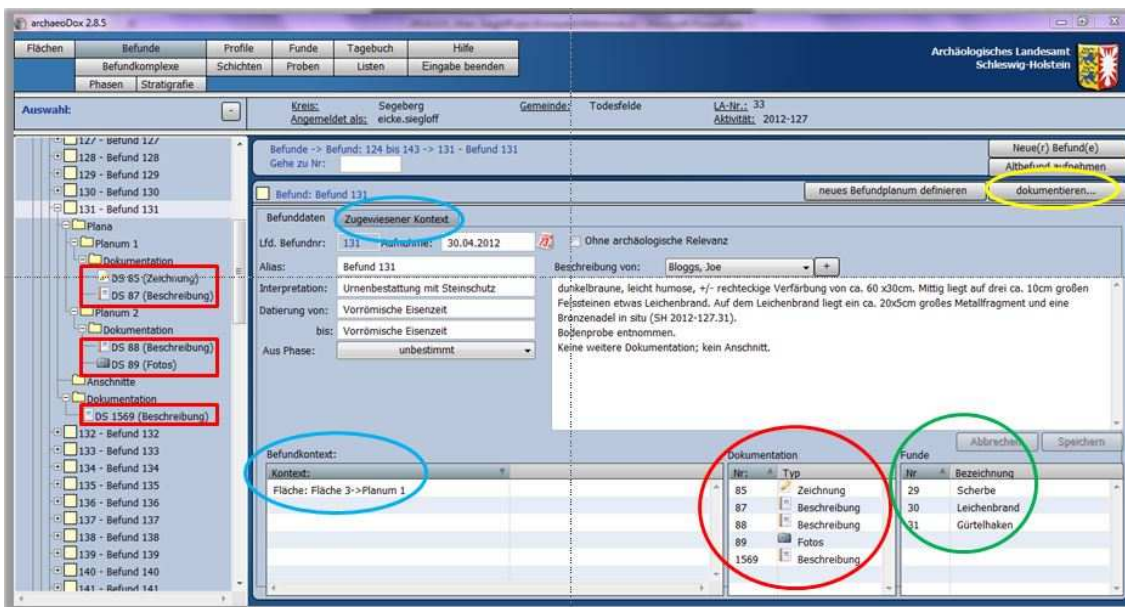 archaeoDox 2.8.5
Flächen Befunde Profile Funde Tagebuch Hilfe
Befundkomplexe Schichten Proben Listen Eingabe beenden
Phasen Stratigrafie
Archäologisches Landesamt
Schleswig-Holstein
Auswahl: -
Kreis: Segeberg Gemeinde: Todesfelde LA-Nr.: 33
Angemeldet als: eicke.siegloff Aktivität: 2012-127
127 - Befund 127
128 - Befund 128
129 - Befund 129
130 - Befund 130
131 - Befund 131
Plana
Planum 1
Dokumentation
DS 85 (Zeichnung)
DS 87 (Beschreibung)
Planum 2
Dokumentation
DS 88 (Beschreibung)
DS 89 (Fotos)
Anschnitte
Dokumentation
DS 1569 (Beschreibung)
132 - Befund 132
133 - Befund 133
134 - Befund 134
135 - Befund 135
136 - Befund 136
137 - Befund 137
138 - Befund 138
139 - Befund 139
140 - Befund 140
141 - Befund 141
Befunde -> Befund: 124 bis 143 -> 131 - Befund 131
Gehe zu Nr:
Neue(r) Befund(e)
Altbefund aufnehmen
Befund: Befund 131
neues Befundplanum definieren dokumentieren...
Befunddaten Zugewiesener Kontext
Lfd. Befundnr: 131 Aufnahme: 30.04.2012 Ohne archäologische Relevanz
Alias: Befund 131 Beschreibung von: Bloggs, Joe +
Interpretation: Urnenbestattung mit Steinschutz
Datierung von: Vorrömische Eisenzeit
bis: Vorrömische Eisenzeit
Aus Phase: unbestimmt
dunkelbraune, leicht humose, +/- rechteckige Verfärbung von ca. 60 x30cm. Mittig liegt auf drei ca. 10cm großen
Felssteinen etwas Leichenbrand. Auf dem Leichenbrand liegt ein ca. 20x5cm großes Metallfragment und eine
Bronzenadel in situ (SH 2012-127.31).
Bodenprobe entnommen.
Keine weitere Dokumentation; kein Anschnitt.
Abbrechen Speichern
Befundkontext:
Kontext:
Fläche: Fläche 3->Planum 1
Dokumentation
Nr: Typ
85 Zeichnung
87 Beschreibung
88 Beschreibung
89 Fotos
1569 Beschreibung
Funde
Nr Bezeichnung
29 Scherbe
30 Leichenbrand
31 Gürtelhaken